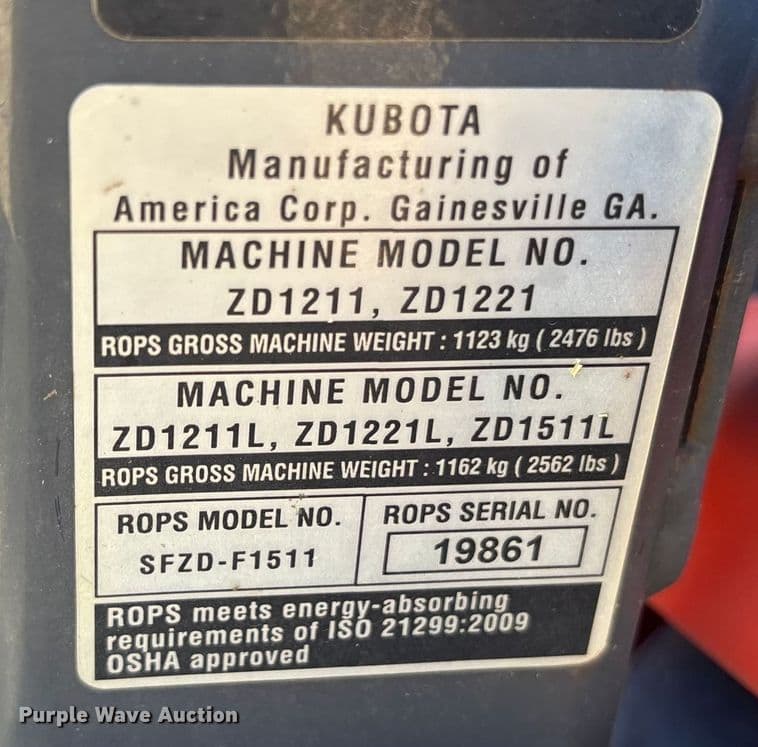 KUBOTA
Manufacturing of
America Corp. Gainesville GA.
MACHINE MODEL NO.
ZD1211, ZD1221
ROPS GROSS MACHINE WEIGHT : 1123 kg ( 2476 lbs )
MACHINE MODEL NO.
ZD1211L, ZD1221L, ZD1511L
ROPS GROSS MACHINE WEIGHT : 1162 kg ( 2562 lbs )
ROPS MODEL NO.
SFZD-F1511
ROPS SERIAL NO.
19861
ROPS meets energy-absorbing
requirements of ISO 21299:2009
OSHA approved
Purple Wave Auction